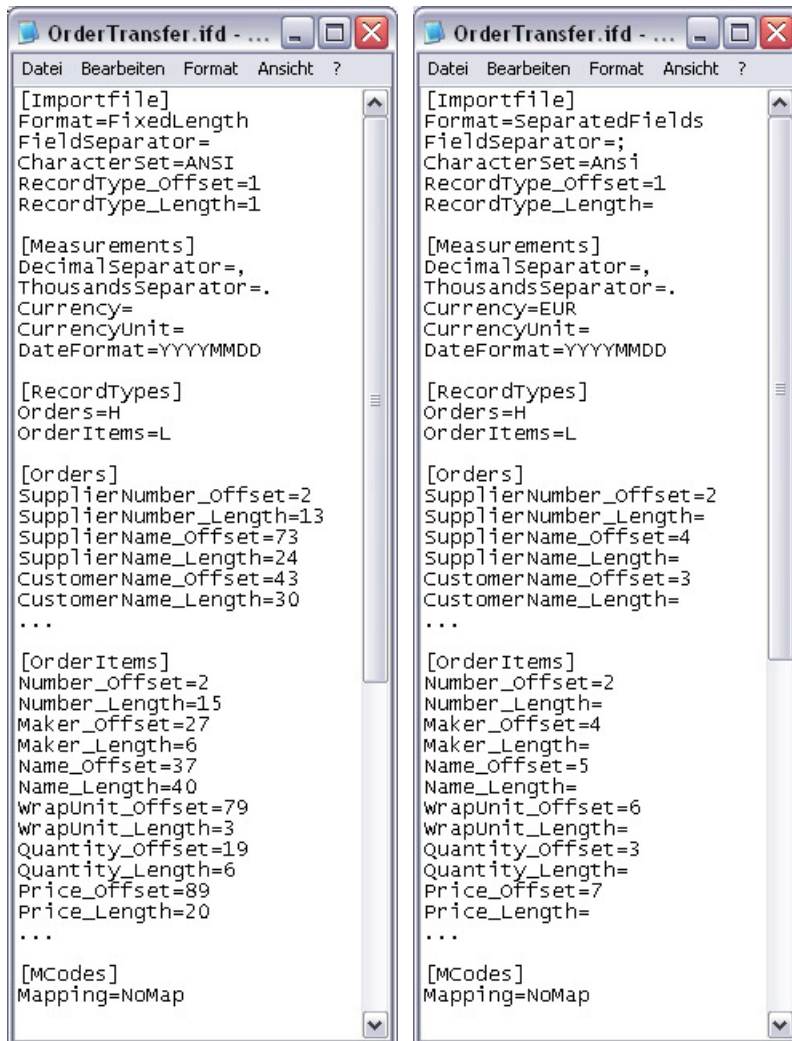 OrderTransfer.ifd - ...
Datei Bearbeiten Format Ansicht ?
[Importfile]
Format=FixedLength
FieldSeparator=
CharacterSet=ANSI
RecordType_Offset=1
RecordType_Length=1
[Measurements]
DecimalSeparator=,
ThousandsSeparator=.
Currency=
CurrencyUnit=
DateFormat=YYYYMMDD
[RecordTypes]
Orders=H
OrderItems=L
[Orders]
SupplierNumber_Offset=2
SupplierNumber_Length=13
SupplierName_Offset=73
SupplierName_Length=24
CustomerName_Offset=43
CustomerName_Length=30
...
[OrderItems]
Number_Offset=2
Number_Length=15
Maker_Offset=27
Maker_Length=6
Name_Offset=37
Name_Length=40
WrapUnit_Offset=79
WrapUnit_Length=3
Quantity_Offset=19
Quantity_Length=6
Price_Offset=89
Price_Length=20
...
[MCodes]
Mapping=NoMap
OrderTransfer.ifd - ...
Datei Bearbeiten Format Ansicht ?
[Importfile]
Format=SeparatedFields
FieldSeparator=;
CharacterSet=Ansi
RecordType_Offset=1
RecordType_Length=
[Measurements]
DecimalSeparator=,
ThousandsSeparator=.
Currency=EUR
CurrencyUnit=
DateFormat=YYYYMMDD
[RecordTypes]
Orders=H
OrderItems=L
[Orders]
SupplierNumber_Offset=2
SupplierNumber_Length=
SupplierName_Offset=4
SupplierName_Length=
CustomerName_Offset=3
CustomerName_Length=
...
[OrderItems]
Number_Offset=2
Number_Length=
Maker_Offset=4
Maker_Length=
Name_Offset=5
Name_Length=
WrapUnit_Offset=6
WrapUnit_Length=
Quantity_Offset=3
Quantity_Length=
Price_Offset=7
Price_Length=
...
[MCodes]
Mapping=NoMap